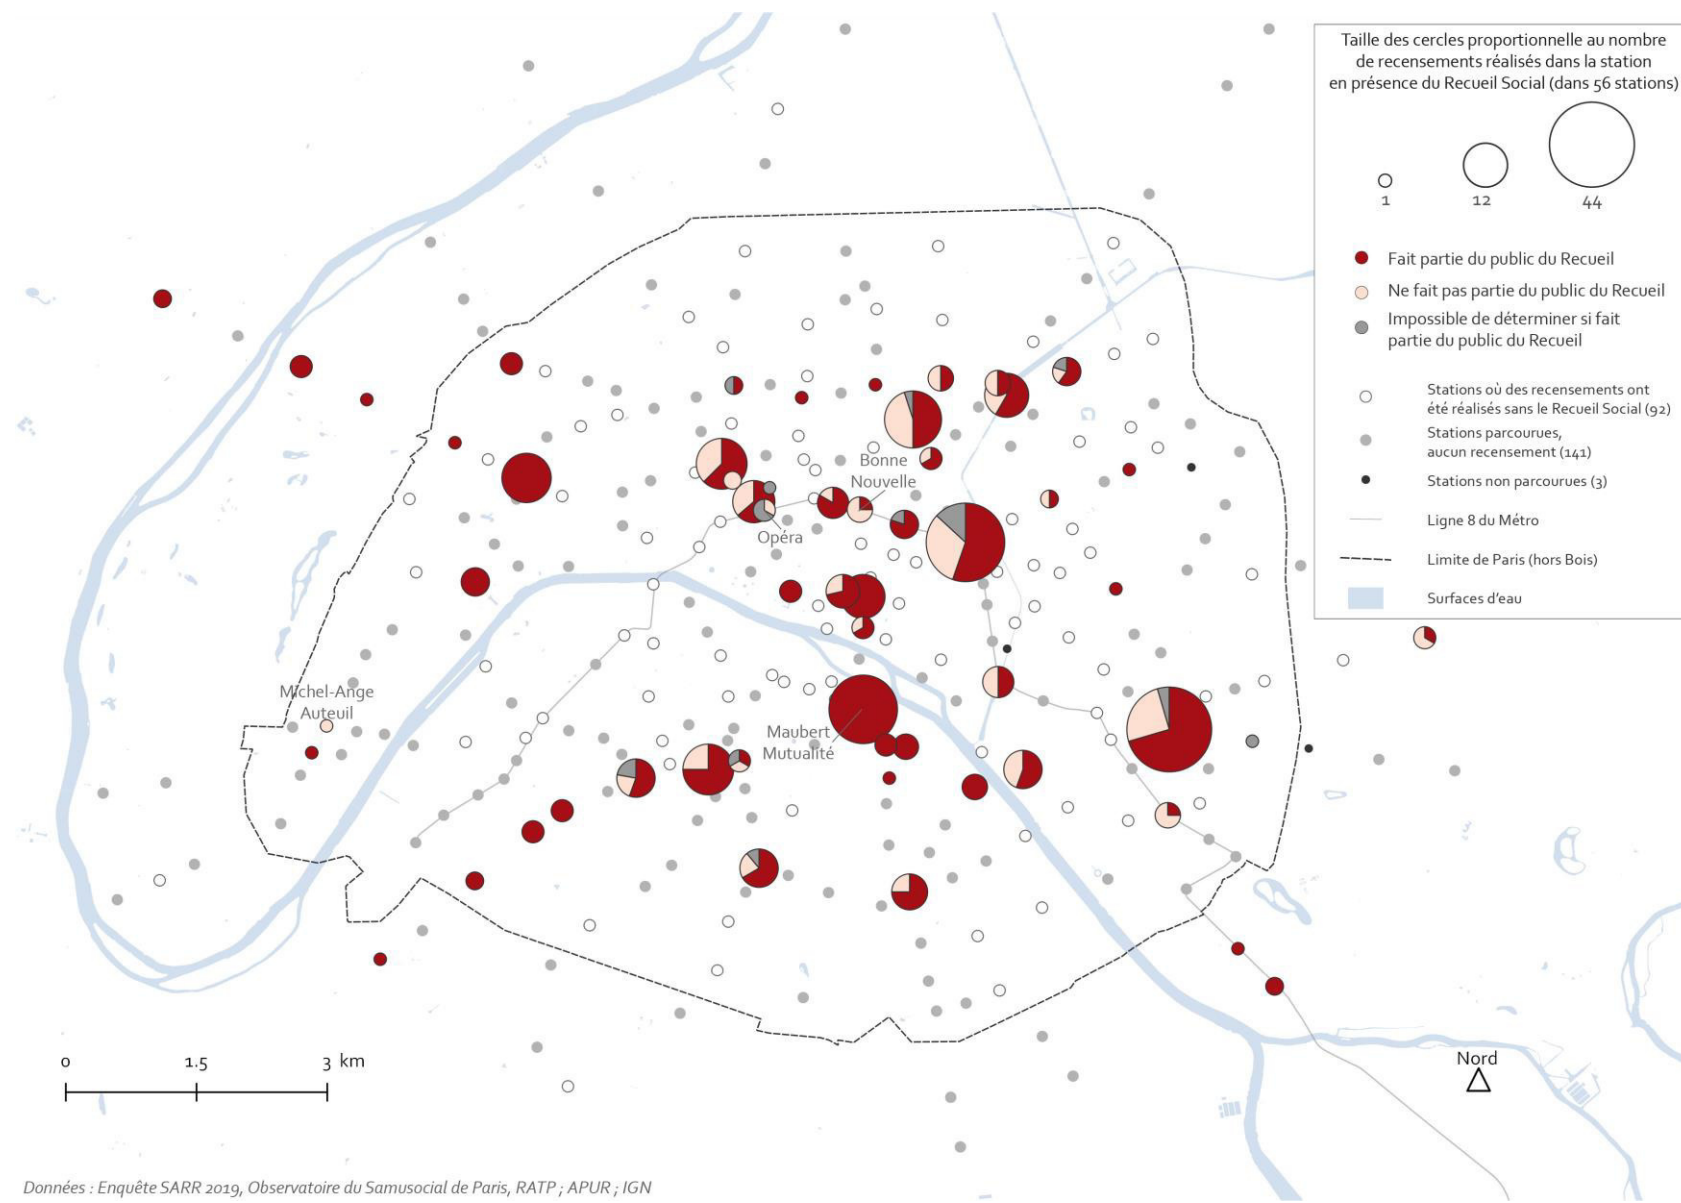 Taille des cercles proportionnelle au nombre
de recensements réalisés dans la station
en présence du Recueil Social (dans 56 stations)
1
12
44
Fait partie du public du Recueil
Ne fait pas partie du public du Recueil
Impossible de déterminer si fait
partie du public du Recueil
Stations où des recensements ont
été réalisés sans le Recueil Social (92)
Stations parcourues,
aucun recensement (141)
Stations non parcourues (3)
Ligne 8 du Métro
Limite de Paris (hors Bois)
Surfaces d'eau
Bonne
Nouvelle
Opéra
Michel-Ange
Auteuil
Maubert
Mutualité
0 1.5 3 km
Nord
Données : Enquête SARR 2019, Observatoire du Samusocial de Paris, RATP ; APUR ; IGN